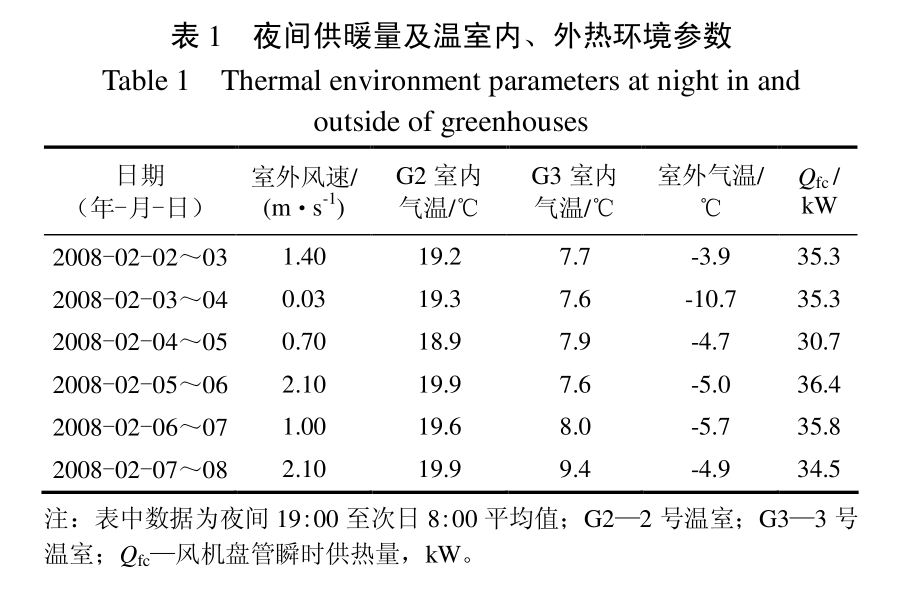 表 1 夜间供暖量及温室内、外热环境参数
Table 1 Thermal environment parameters at night in and
outside of greenhouses
日期 室外风速/ G2 室内 G3 室内 室外气温/ Qfc /
（年-月-日） (m·s-1) 气温/℃ 气温/℃ ℃ kW
2008-02-02～03 1.40 19.2 7.7 -3.9 35.3
2008-02-03～04 0.03 19.3 7.6 -10.7 35.3
2008-02-04～05 0.70 18.9 7.9 -4.7 30.7
2008-02-05～06 2.10 19.9 7.6 -5.0 36.4
2008-02-06～07 1.00 19.6 8.0 -5.7 35.8
2008-02-07～08 2.10 19.9 9.4 -4.9 34.5
注：表中数据为夜间 19:00 至次日 8:00 平均值；G2—2 号温室；G3—3 号
温室；Qfc—风机盘管瞬时供热量，kW。